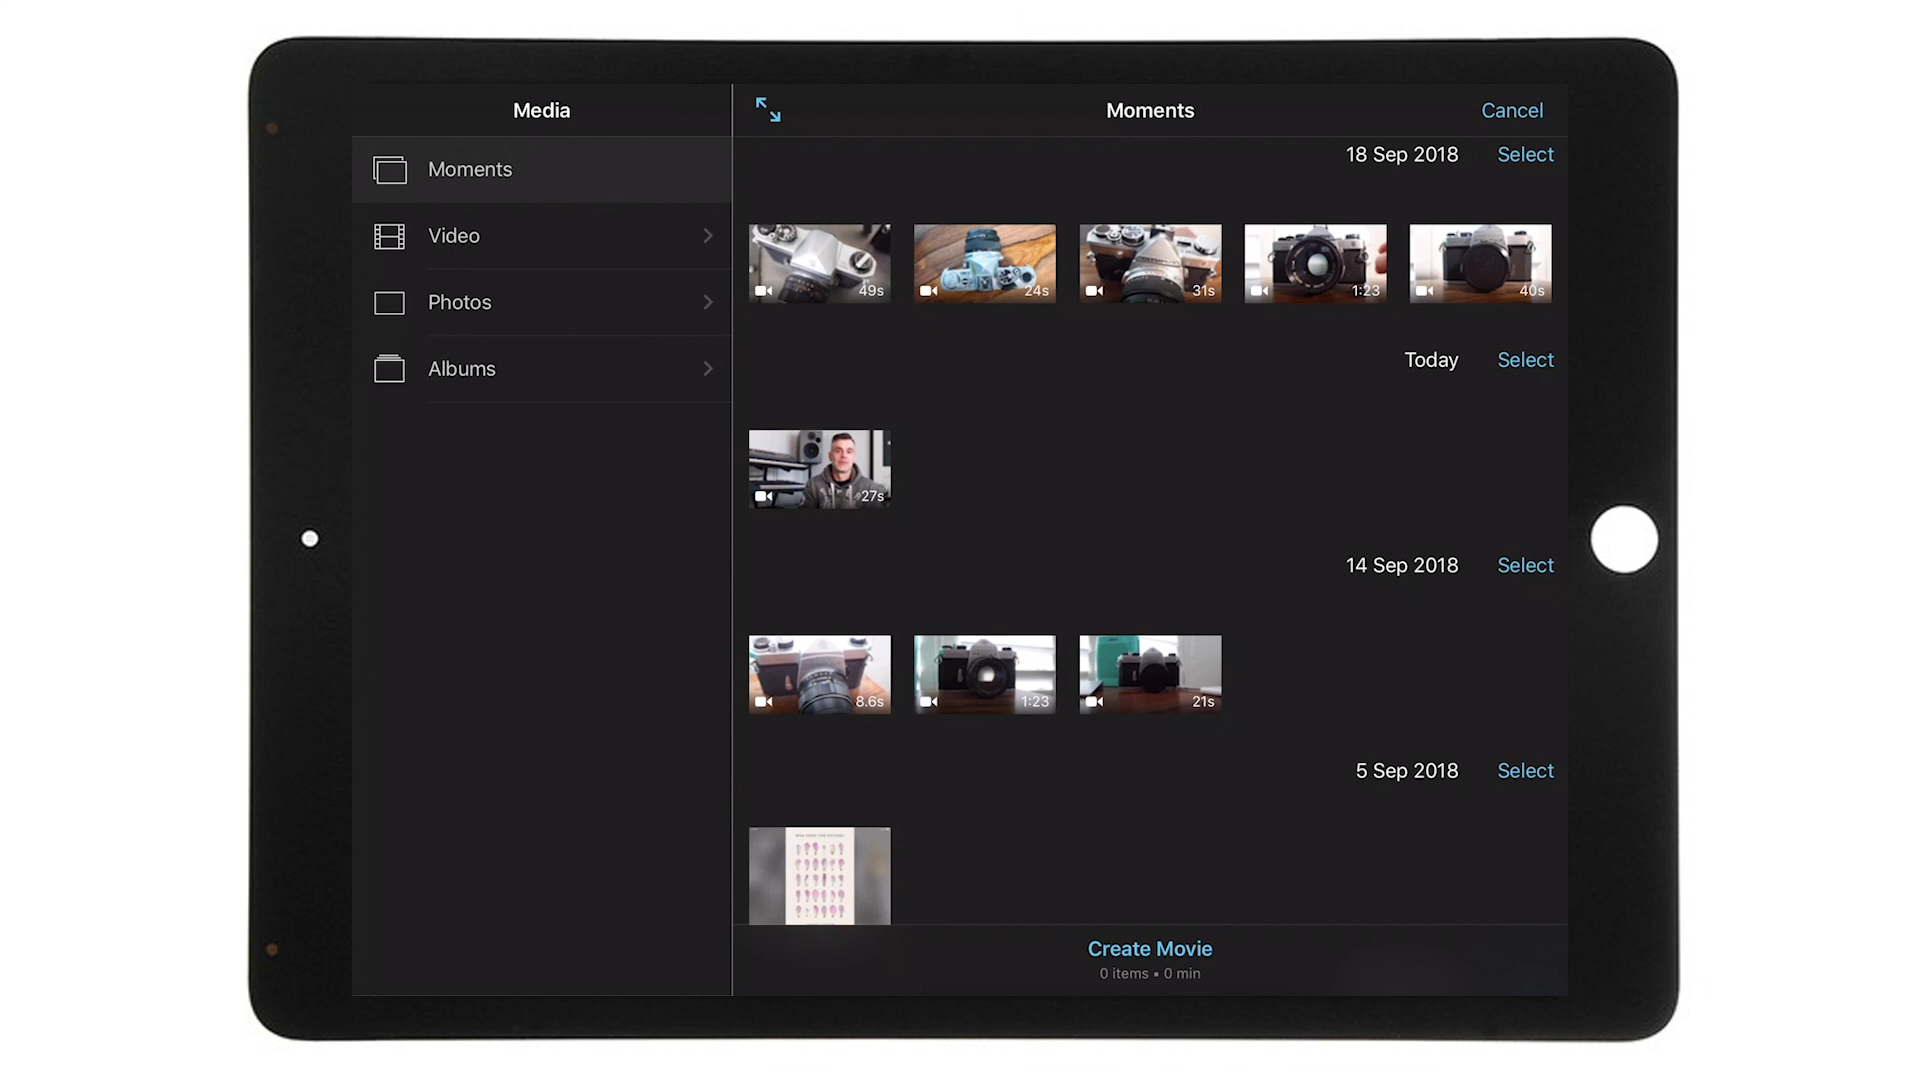 Media
Moments
Video
Photos
Albums
Moments
Cancel
18 Sep 2018
Select
49s
24s
31s
1:23
40s
Today
Select
27s
14 Sep 2018
Select
8.6s
1:23
21s
5 Sep 2018
Select
Create Movie
0 items • 0 min